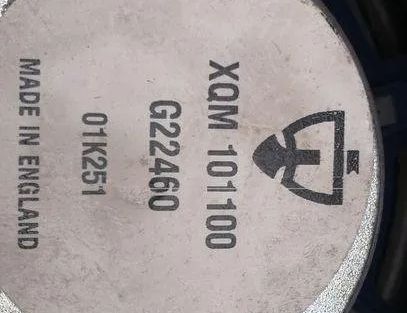 XQM 101100
G22460
01K251
MADE IN ENGLAND